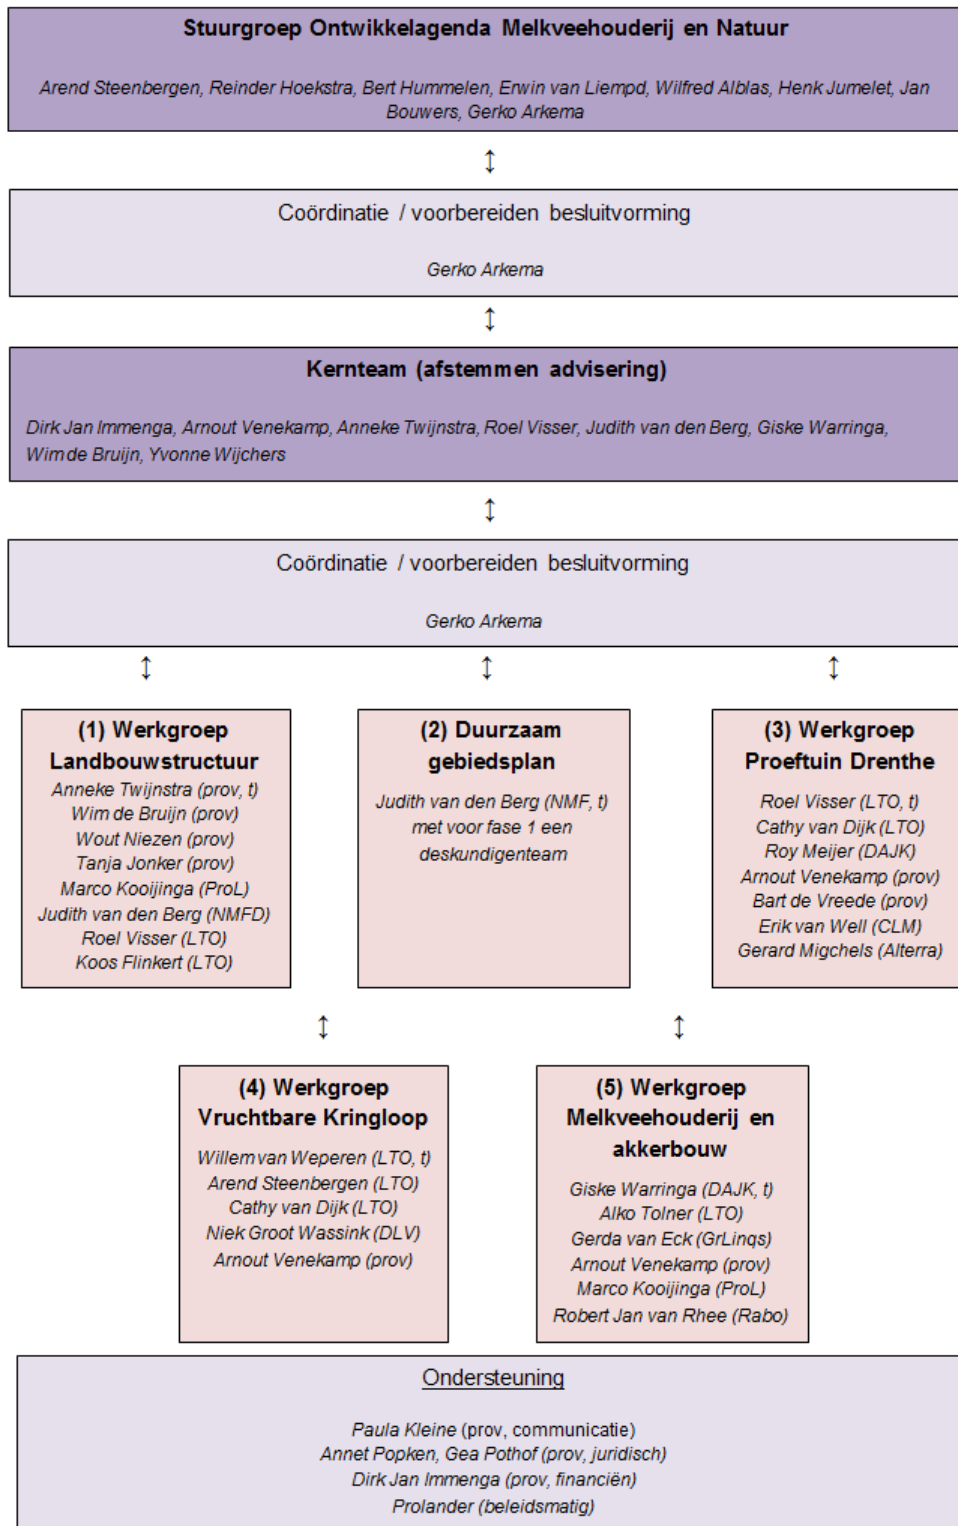 Stuurgroep Ontwikkelagenda Melkveehouderij en Natuur
Arend Steenbergen, Reinder Hoekstra, Bert Hummelen, Erwin van Liempd, Wilfred Alblas, Henk Jumelet, Jan
Bouwers, Gerko Arkema
↕
Coördinatie / voorbereiden besluitvorming
Gerko Arkema
↕
Kernteam (afstemmen advisering)
Dirk Jan Immenga, Arnout Venekamp, Anneke Twijnstra, Roel Visser, Judith van den Berg, Giske Warringa,
Wim de Bruijn, Yvonne Wijchers
↕
Coördinatie / voorbereiden besluitvorming
Gerko Arkema
↕ ↕ ↕
(1) Werkgroep
Landbouwstructuur
Anneke Twijnstra (prov, t)
Wim de Bruijn (prov)
Wout Niezen (prov)
Tanja Jonker (prov)
Marco Kooijinga (ProL)
Judith van den Berg (NMFD)
Roel Visser (LTO)
Koos Flinkert (LTO)
(2) Duurzaam
gebiedsplan
Judith van den Berg (NMF, t)
met voor fase 1 een
deskundigenteam
(3) Werkgroep
Proeftuin Drenthe
Roel Visser (LTO, t)
Cathy van Dijk (LTO)
Roy Meijer (DAJK)
Arnout Venekamp (prov)
Bart de Vreede (prov)
Erik van Well (CLM)
Gerard Migchels (Alterra)
↕ ↕
(4) Werkgroep
Vruchtbare Kringloop
Willem van Weperen (LTO, t)
Arend Steenbergen (LTO)
Cathy van Dijk (LTO)
Niek Groot Wassink (DLV)
Arnout Venekamp (prov)
(5) Werkgroep
Melkveehouderij en
akkerbouw
Giske Warringa (DAJK, t)
Alko Tolner (LTO)
Gerda van Eck (GrLinqs)
Arnout Venekamp (prov)
Marco Kooijinga (ProL)
Robert Jan van Rhee (Rabo)
Ondersteuning
Paula Kleine (prov, communicatie)
Annet Popken, Gea Pothof (prov, juridisch)
Dirk Jan Immenga (prov, financiën)
Prolander (beleidsmatig)